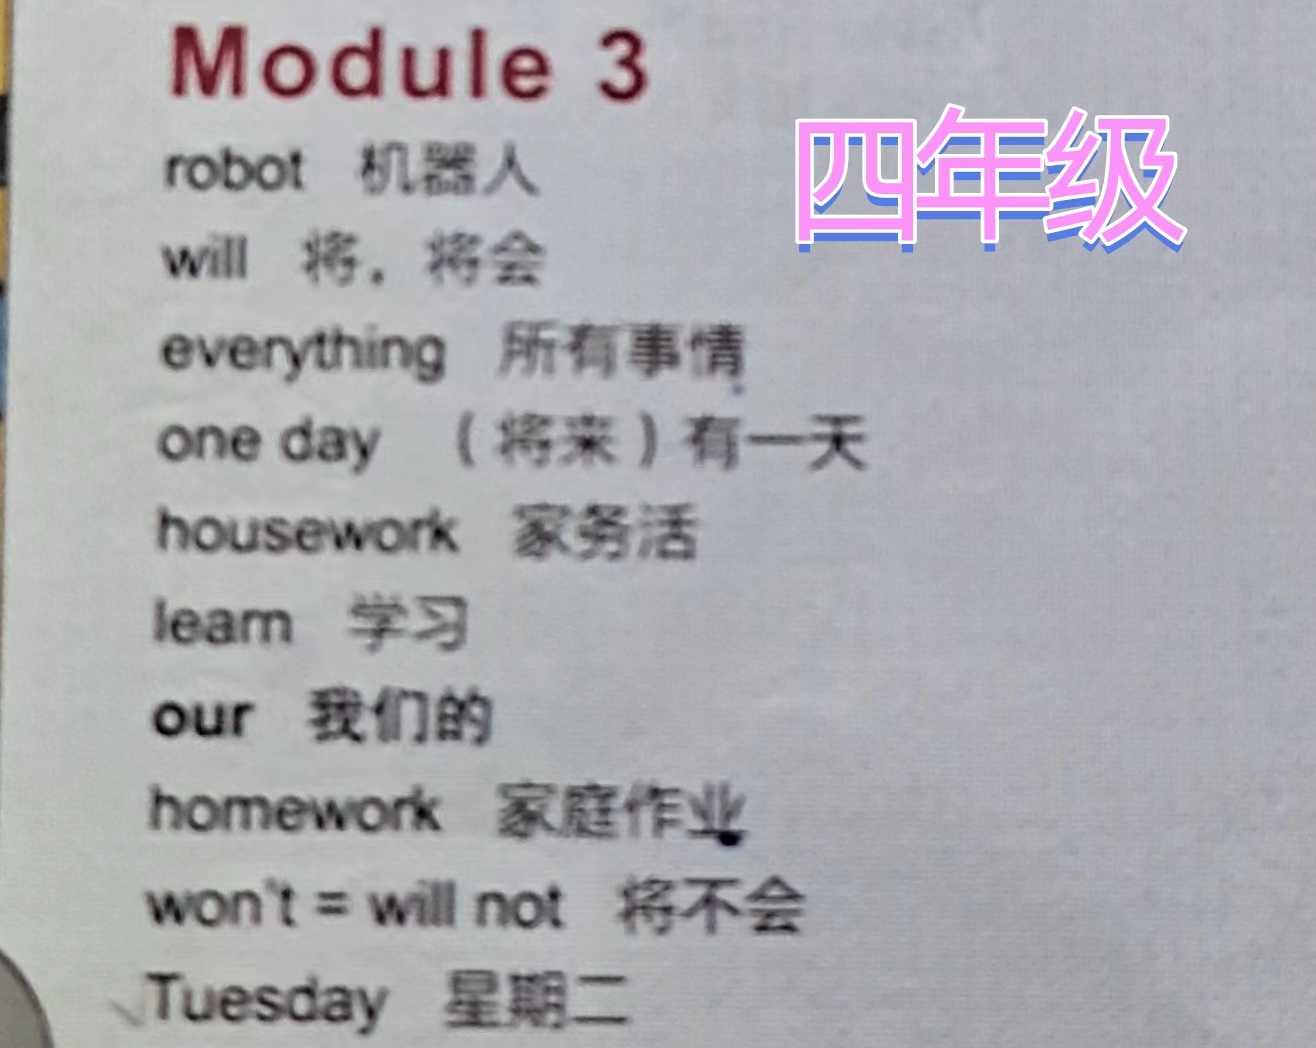 Module 3
四年级
robot 机器人
will 将，将会
everything 所有事情
one day （将来）有一天
housework 家务活
learn 学习
our 我们的
homework 家庭作业
won't = will not 将不会
Tuesday 星期二